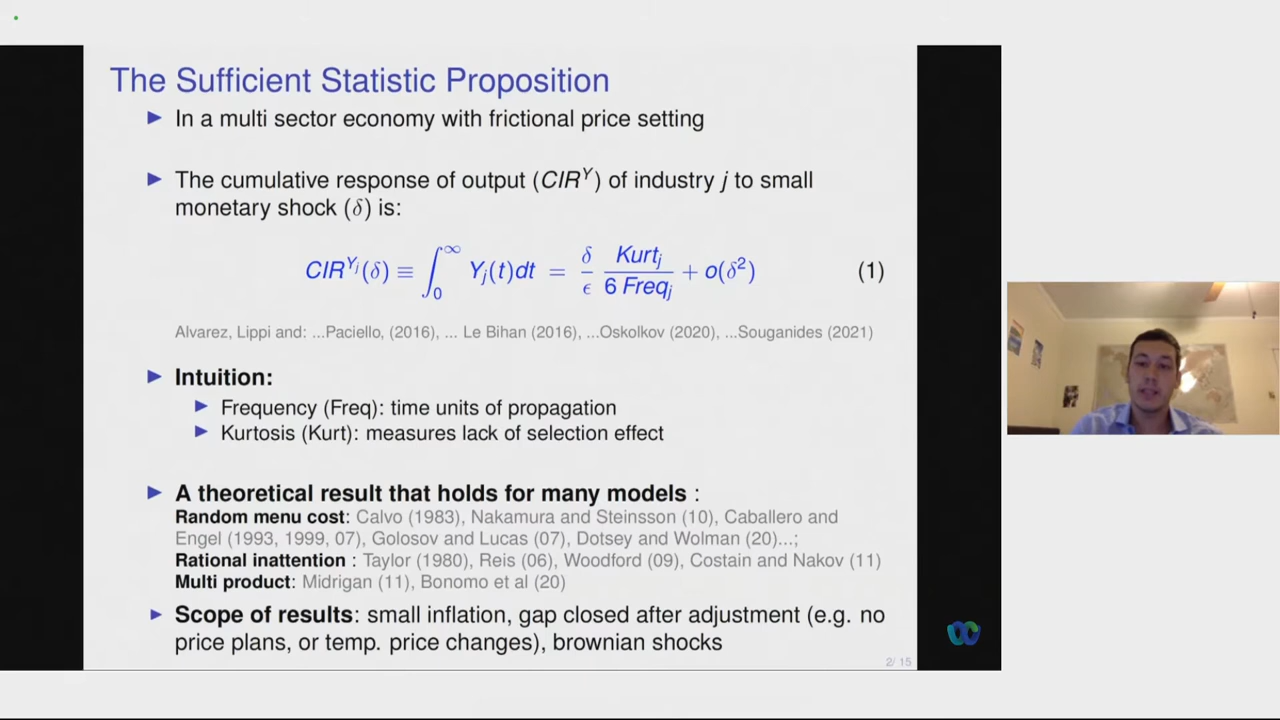 The Sufficient Statistic Proposition
▶ In a multi sector economy with frictional price setting
▶ The cumulative response of output (CIR^Y) of industry j to small
monetary shock (δ) is:
CIR^{Y_j}(δ) ≡ ∫_0^∞ Y_j(t)dt = δ/ϵ Kurt_j/(6 Freq_j) + o(δ²) (1)
Alvarez, Lippi and: ...Paciello, (2016), ... Le Bihan (2016), ...Oskolkov (2020), ...Souganides (2021)
▶ Intuition:
▶ Frequency (Freq): time units of propagation
▶ Kurtosis (Kurt): measures lack of selection effect
▶ A theoretical result that holds for many models :
Random menu cost: Calvo (1983), Nakamura and Steinsson (10), Caballero and
Engel (1993, 1999, 07), Golosov and Lucas (07), Dotsey and Wolman (20)...;
Rational inattention : Taylor (1980), Reis (06), Woodford (09), Costain and Nakov (11)
Multi product: Midrigan (11), Bonomo et al (20)
▶ Scope of results: small inflation, gap closed after adjustment (e.g. no
price plans, or temp. price changes), brownian shocks
2/ 15